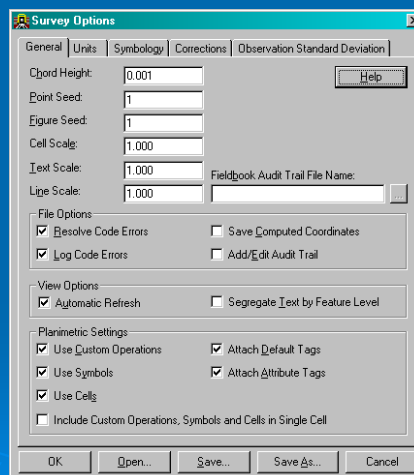 Survey Options
General Units Symbology Corrections Observation Standard Deviation
Chord Height: 0.001 Help
Point Seed: 1
Figure Seed: 1
Cell Scale: 1.000
Text Scale: 1.000 Fieldbook Audit Trail File Name:
Line Scale: 1.000 ...
File Options
Resolve Code Errors Save Computed Coordinates
Log Code Errors Add/Edit Audit Trail
View Options
Automatic Refresh Segregate Text by Feature Level
Planimetric Settings
Use Custom Operations Attach Default Tags
Use Symbols Attach Attribute Tags
Use Cells
Include Custom Operations, Symbols and Cells in Single Cell
OK Open... Save... Save As... Cancel